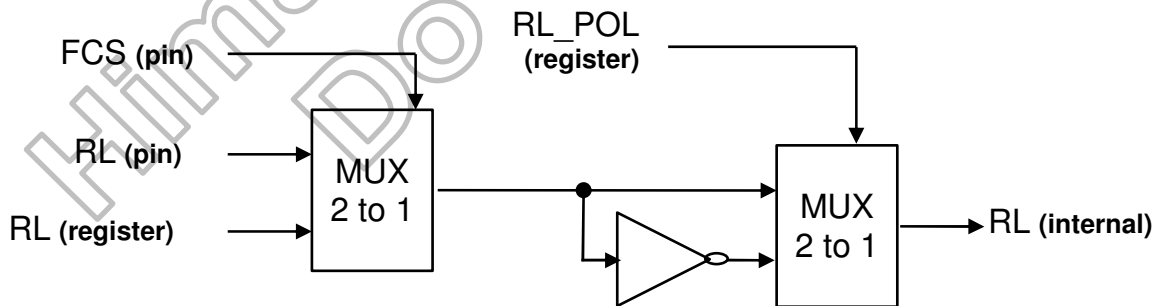 FCS (pin)
RL_POL
(register)
RL (pin)
MUX
2 to 1
RL (register)
MUX
2 to 1
RL (internal)